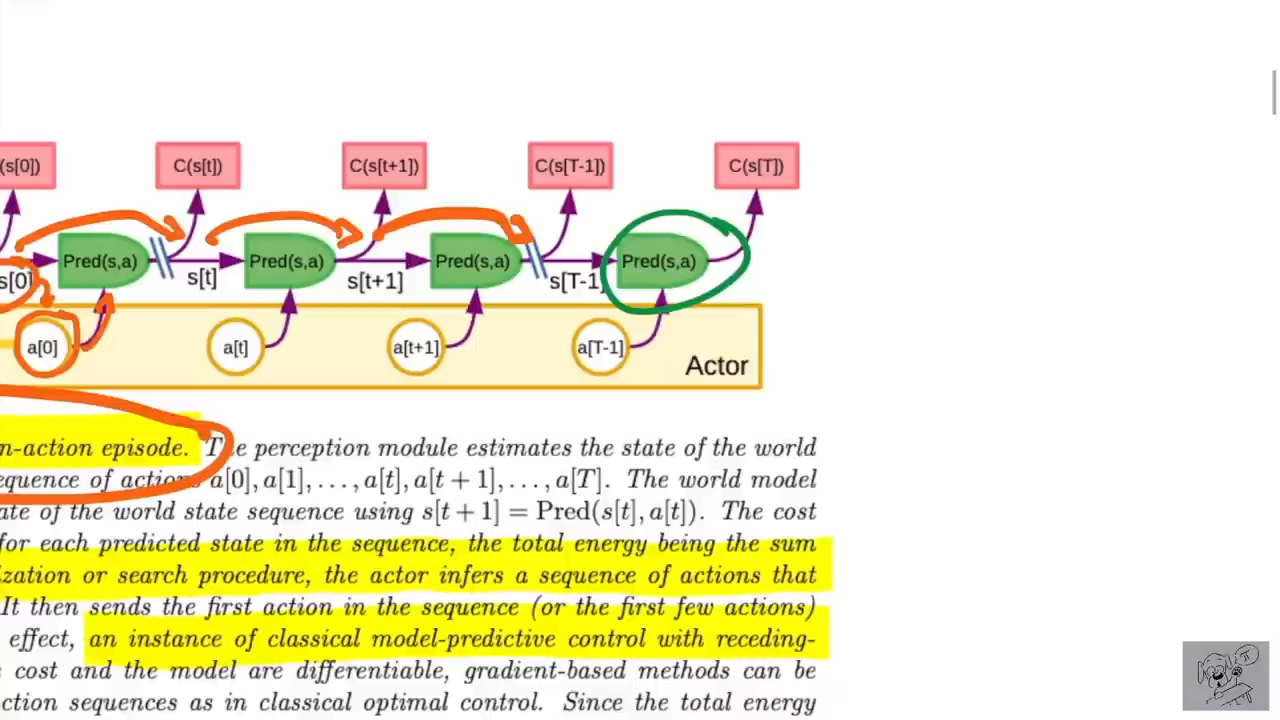 (s[0]) C(s[t]) C(s[t+1]) C(s[T-1]) C(s[T])
Pred(s,a) Pred(s,a) Pred(s,a) Pred(s,a)
s[0] s[t] s[t+1] s[T-1]
a[0] a[t] a[t+1] a[T-1]
Actor
n-action episode. The perception module estimates the state of the world
equence of actions a[0], a[1], . . . , a[t], a[t + 1], . . . , a[T]. The world model
ate of the world state sequence using s[t + 1] = Pred(s[t], a[t]). The cost
for each predicted state in the sequence, the total energy being the sum
ization or search procedure, the actor infers a sequence of actions that
It then sends the first action in the sequence (or the first few actions)
effect, an instance of classical model-predictive control with receding-
cost and the model are differentiable, gradient-based methods can be
ction sequences as in classical optimal control. Since the total energy
π